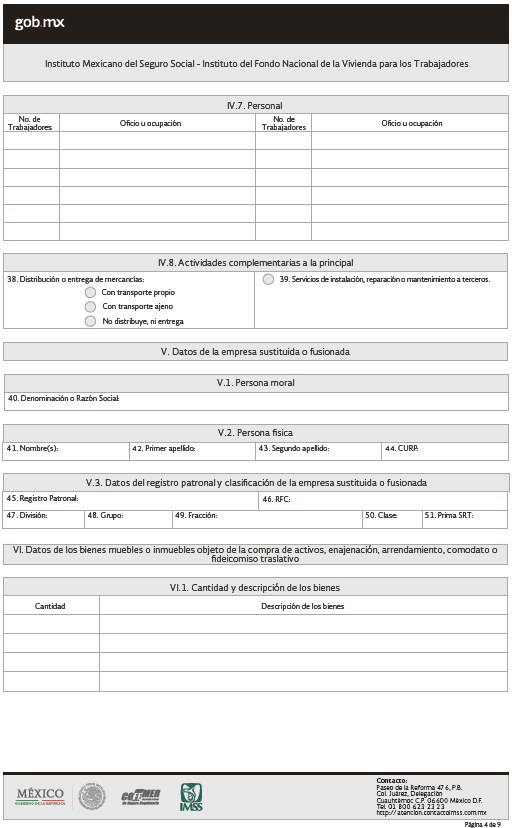 gob mx
Instituto Mexicano del Seguro Social - Instituto del Fondo Nacional de la Vivienda para los Trabajadores
IV.7. Personal
No. de Trabajadores
Oficio u ocupación
No. de Trabajadores
Oficio u ocupación
IV.8. Actividades complementarias a la principal
38. Distribución o entrega de mercancías:
Con transporte propio
Con transporte ajeno
No distribuye, ni entrega
39. Servicios de instalación, reparación o mantenimiento a terceros.
V. Datos de la empresa sustituida o fusionada
V.1. Persona moral
40. Denominación o Razón Social:
V.2. Persona física
41. Nombre(s):
42. Primer apellido:
43. Segundo apellido:
44. CURP:
V.3. Datos del registro patronal y clasificación de la empresa sustituida o fusionada
45. Registro Patronal:
46. RFC:
47. División:
48. Grupo:
49. Fracción:
50. Clase:
51. Prima SRT:
VI. Datos de los bienes muebles o inmuebles objeto de la compra de activos, enajenación, arrendamiento, comodato o
fideicomiso traslativo
VI.1. Cantidad y descripción de los bienes
Cantidad
Descripción de los bienes
MÉXICO
GOBIERNO DE LA REPÚBLICA
IMSS
Contacto:
Paseo de la Reforma 476, P.B.
Col. Juárez, Delegación
Cuauhtémoc C.P. 06600 México D.F.
Tel. 01 800 623 23 23
http://atencion.contactoimss.com.mx
Página 4 de 9